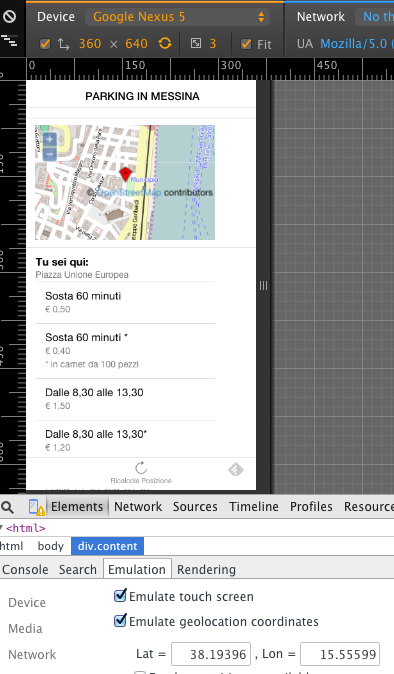 Device Google Nexus 5 Network No th
360 × 640 3 Fit UA Mozilla/5.0 (
0 150 300 450
PARKING IN MESSINA
Municipio
© OpenStreetMap contributors
Tu sei qui:
Piazza Unione Europea
Sosta 60 minuti
€ 0,50
Sosta 60 minuti *
€ 0,40
* in carnet da 100 pezzi
Dalle 8,30 alle 13,30
€ 1,50
Dalle 8,30 alle 13,30*
€ 1,20
Ricalcola Posizione
Elements Network Sources Timeline Profiles Resource
<html>
html body div.content
Console Search Emulation Rendering
Device Emulate touch screen
Media Emulate geolocation coordinates
Network Lat = 38.19396 , Lon = 15.55599